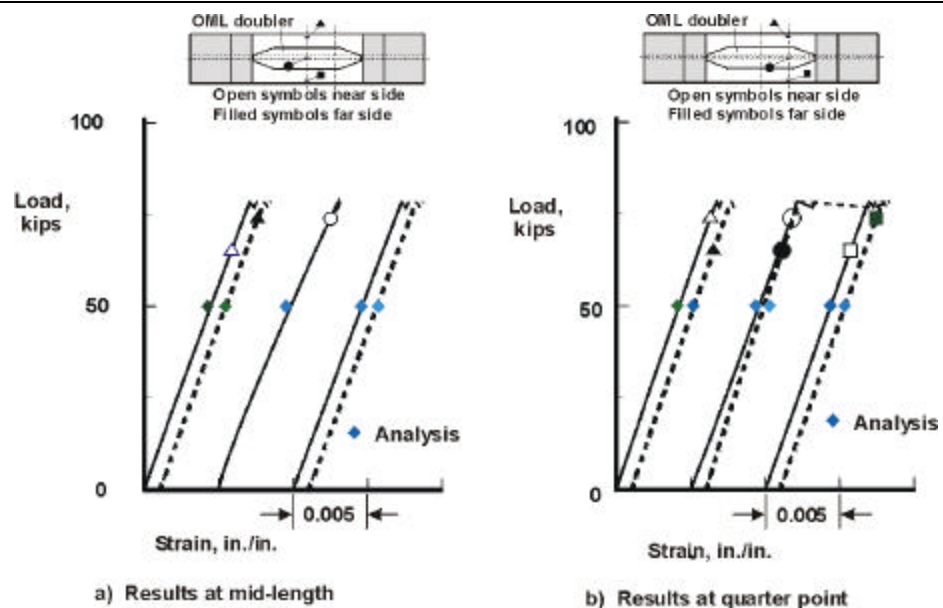 OML doubler
Open symbols near side
Filled symbols far side
100
Load,
kips
50
Analysis
0
0.005
Strain, in./in.
a) Results at mid-length
OML doubler
Open symbols near side
Filled symbols far side
100
Load,
kips
50
Analysis
0
0.005
Strain, in./in.
b) Results at quarter point